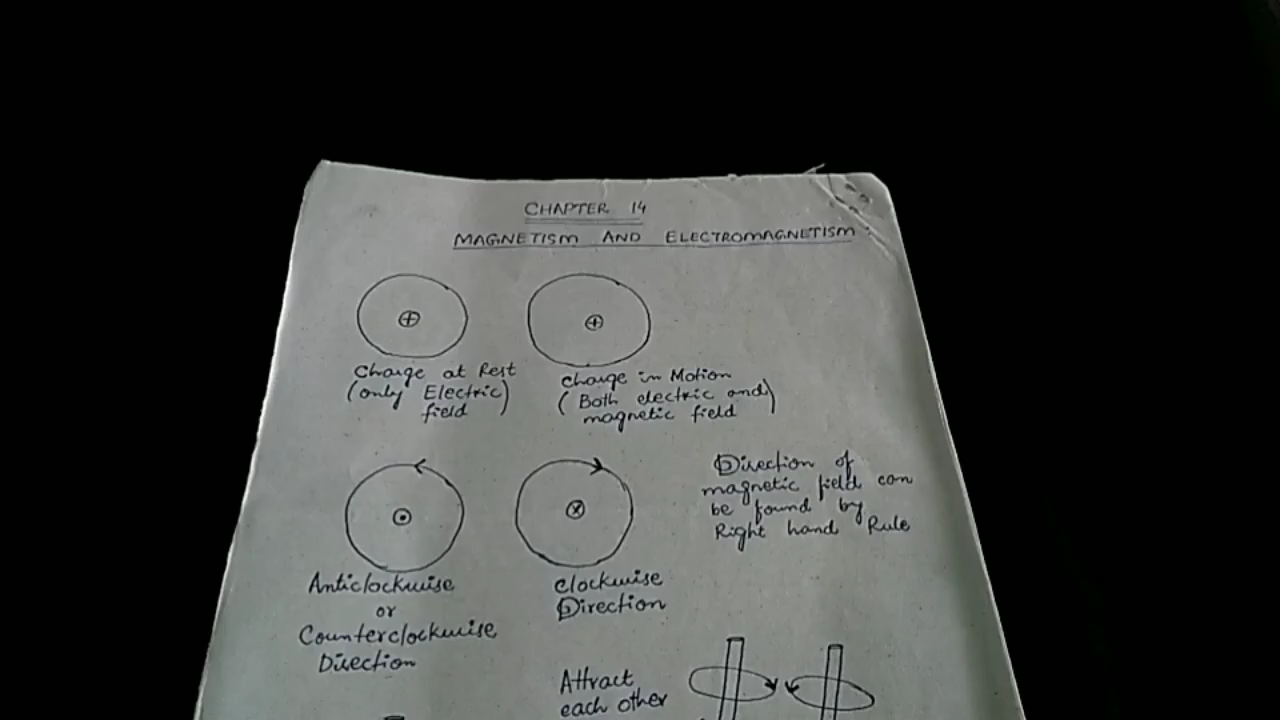 CHAPTER 14
MAGNETISM AND ELECTROMAGNETISM
Charge at Rest
(only Electric)
field
charge in Motion
(Both electric and)
magnetic field
Anticlockwise
or
Counterclockwise
Direction
Clockwise
Direction
Direction of
magnetic field can
be found by
Right hand Rule
Attract
each other